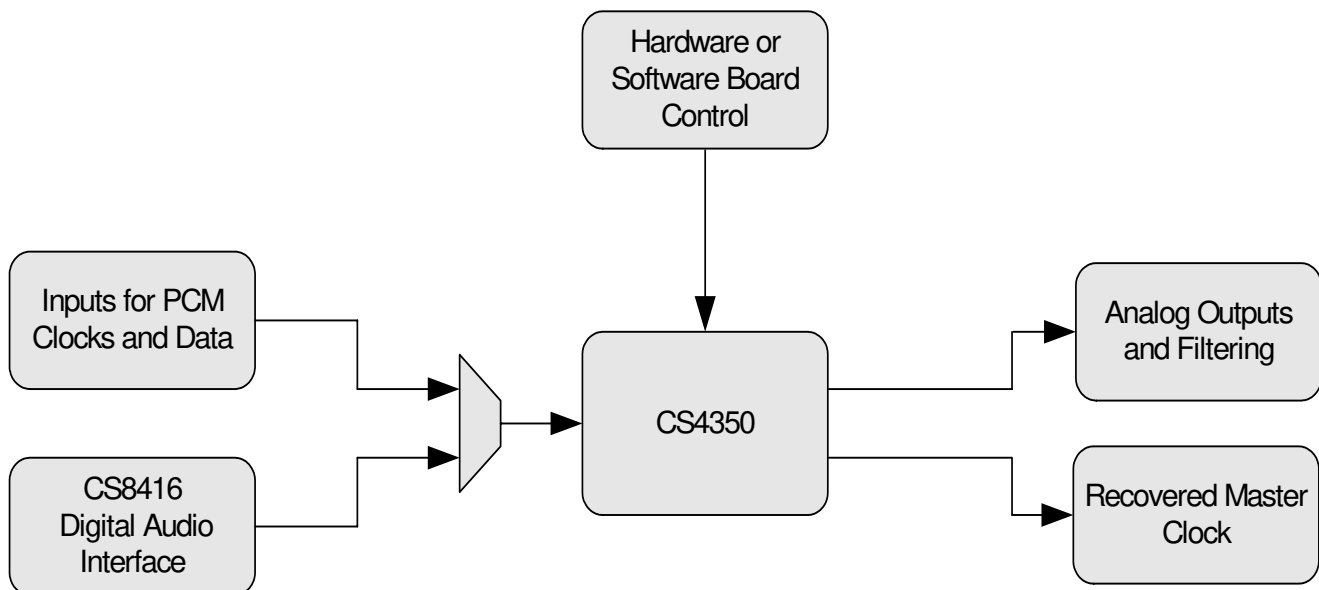 Hardware or
Software Board
Control
Inputs for PCM
Clocks and Data
CS8416
Digital Audio
Interface
CS4350
Analog Outputs
and Filtering
Recovered Master
Clock